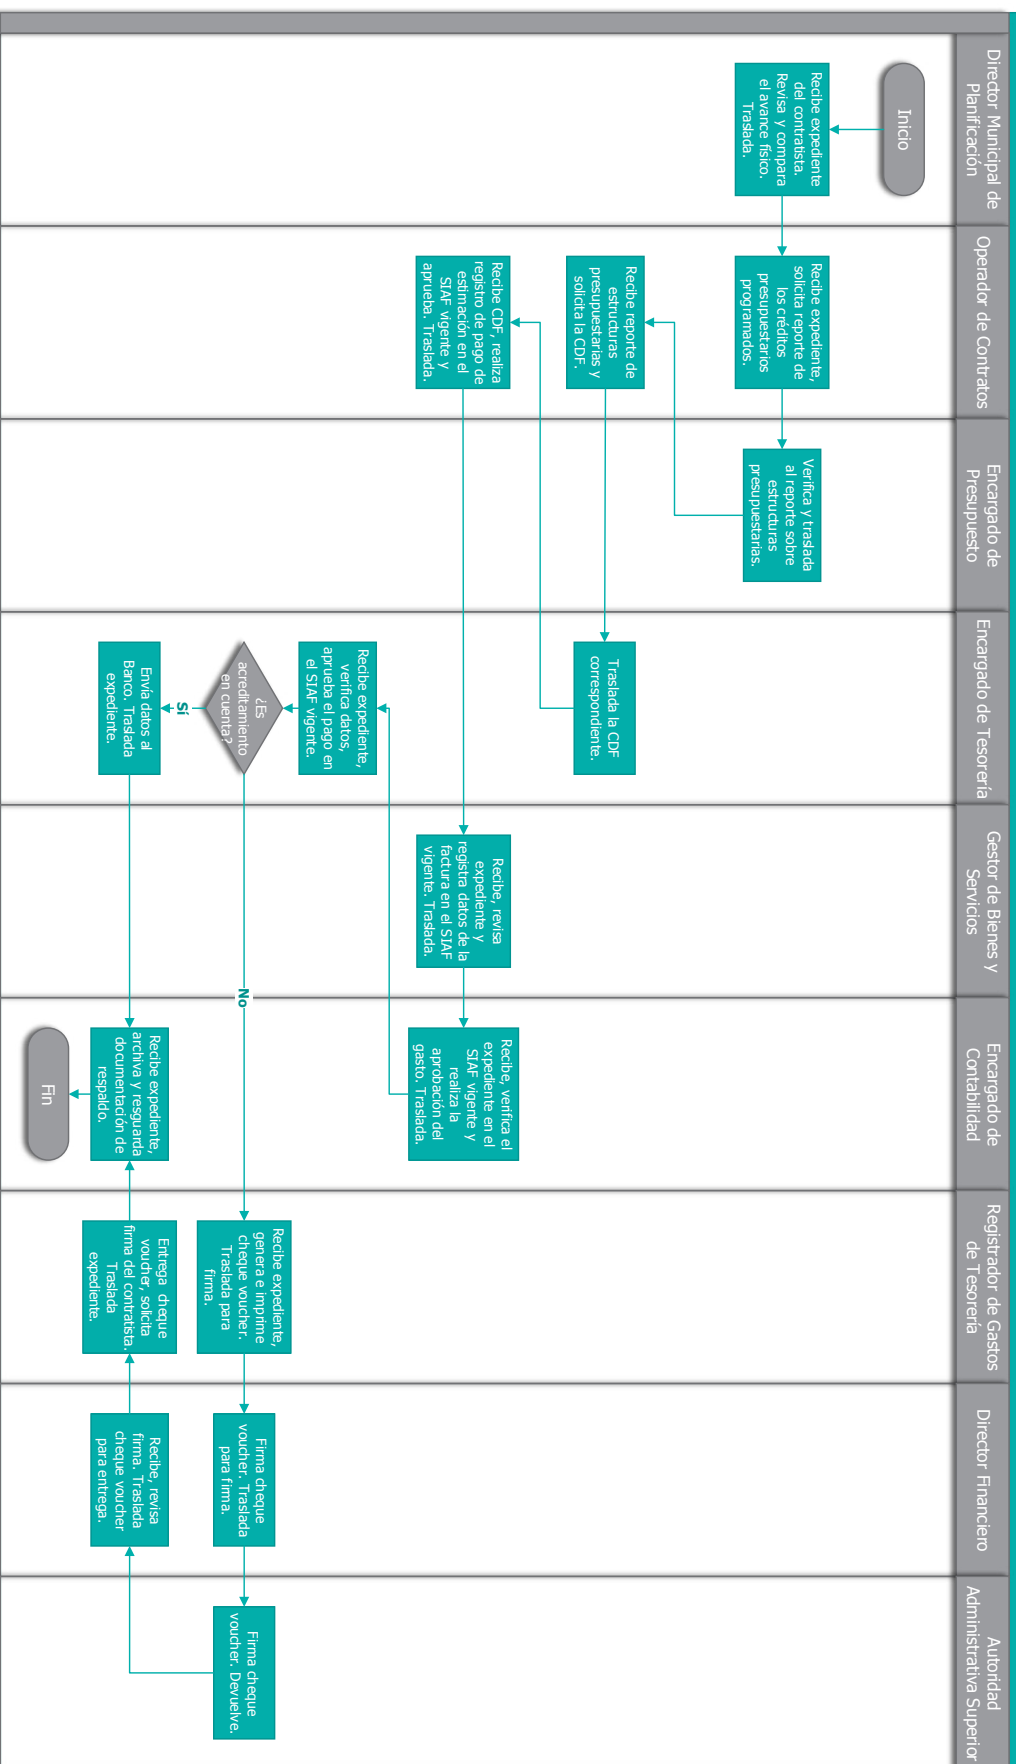 Director Municipal de
Planificación
Operador de Contratos
Encargado de
Presupuesto
Encargado de Tesorería
Gestor de Bienes y
Servicios
Encargado de
Contabilidad
Registrador de Gastos
de Tesorería
Director Financiero
Autoridad
Administrativa Superior
Inicio
Recibe expediente
del contratista.
Revisa y compara
el avance físico.
Traslada.
Recibe expediente,
solicita reporte de
los créditos
presupuestarios
programados.
Verifica y traslada
al reporte sobre
estructuras
presupuestarias.
Recibe reporte de
estructuras
presupuestarias y
solicita la CDF.
Traslada la CDF
correspondiente.
Recibe CDF, realiza
registro de pago de
estimación en el
SIAF vigente y
aprueba. Traslada.
Recibe, revisa
expediente y
registra datos de la
factura en el SIAF
vigente. Traslada.
Recibe, verifica el
expediente en el
SIAF vigente y
realiza la
aprobación del
gasto. Traslada.
Recibe expediente,
verifica datos,
aprueba el pago en
el SIAF vigente.
¿Es
acreditamiento
en cuenta?
No
Sí
Recibe expediente,
genera e imprime
cheque voucher.
Traslada para
firma.
Firma cheque
voucher. Traslada
para firma.
Firma cheque
voucher. Devuelve.
Recibe, revisa
firma. Traslada
cheque voucher
para entrega.
Entrega cheque
voucher, solicita
firma del contratista.
Traslada
expediente.
Envía datos al
Banco. Traslada
expediente.
Recibe expediente,
archiva y resguarda
documentación de
respaldo.
Fin